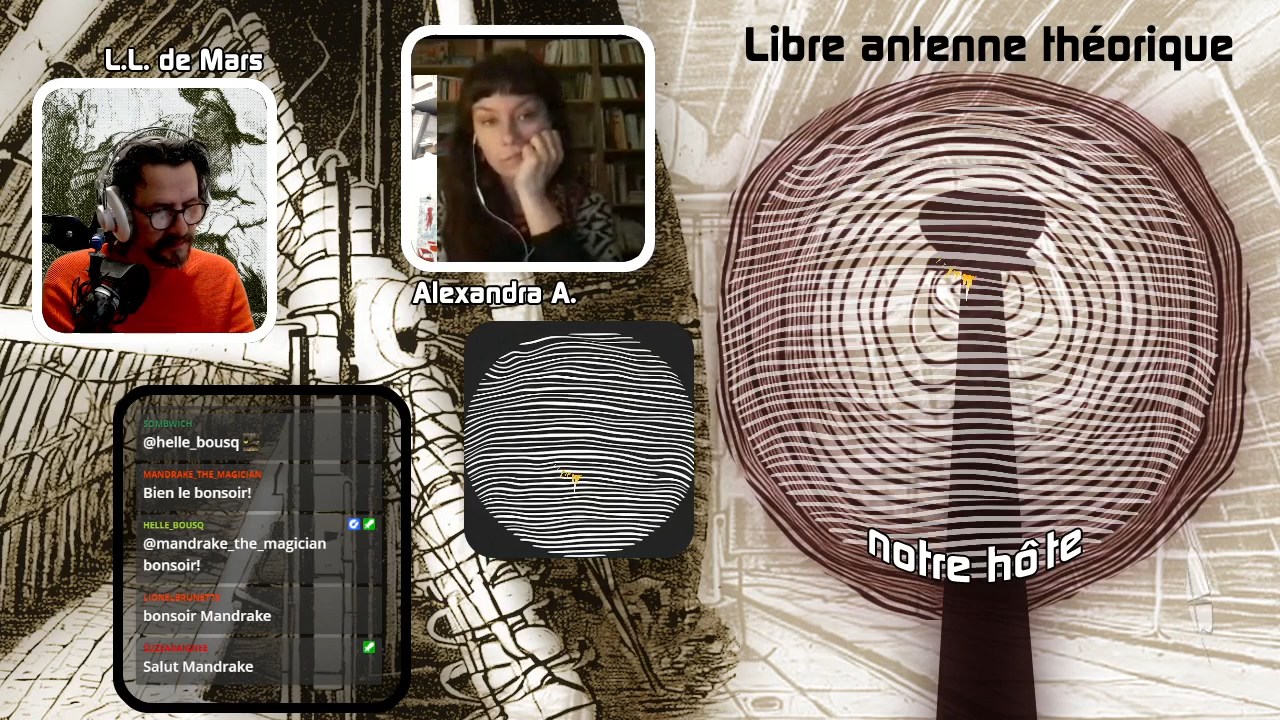 L.L. de Mars
Libre antenne théorique
Alexandra A.
SOMBWICH
@helle_bousq
MANDRAKE_THE_MAGICIAN
Bien le bonsoir!
HELLE_BOUSQ
@mandrake_the_magician
bonsoir!
bonsoir Mandrake
Salut Mandrake
notre hôte